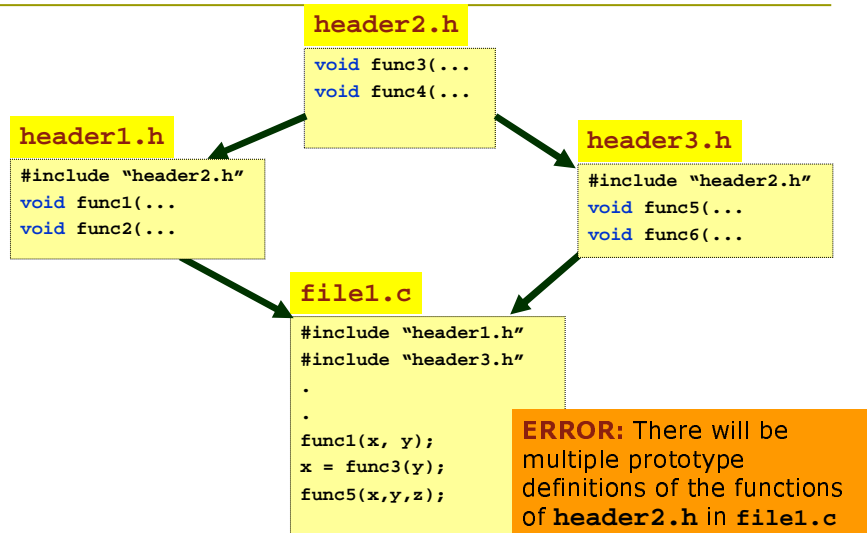 header2.h
void func3(...
void func4(...
header1.h
#include “header2.h”
void func1(...
void func2(...
header3.h
#include “header2.h”
void func5(...
void func6(...
file1.c
#include “header1.h”
#include “header3.h”
.
.
func1(x, y);
x = func3(y);
func5(x,y,z);
ERROR: There will be
multiple prototype
definitions of the functions
of header2.h in file1.c